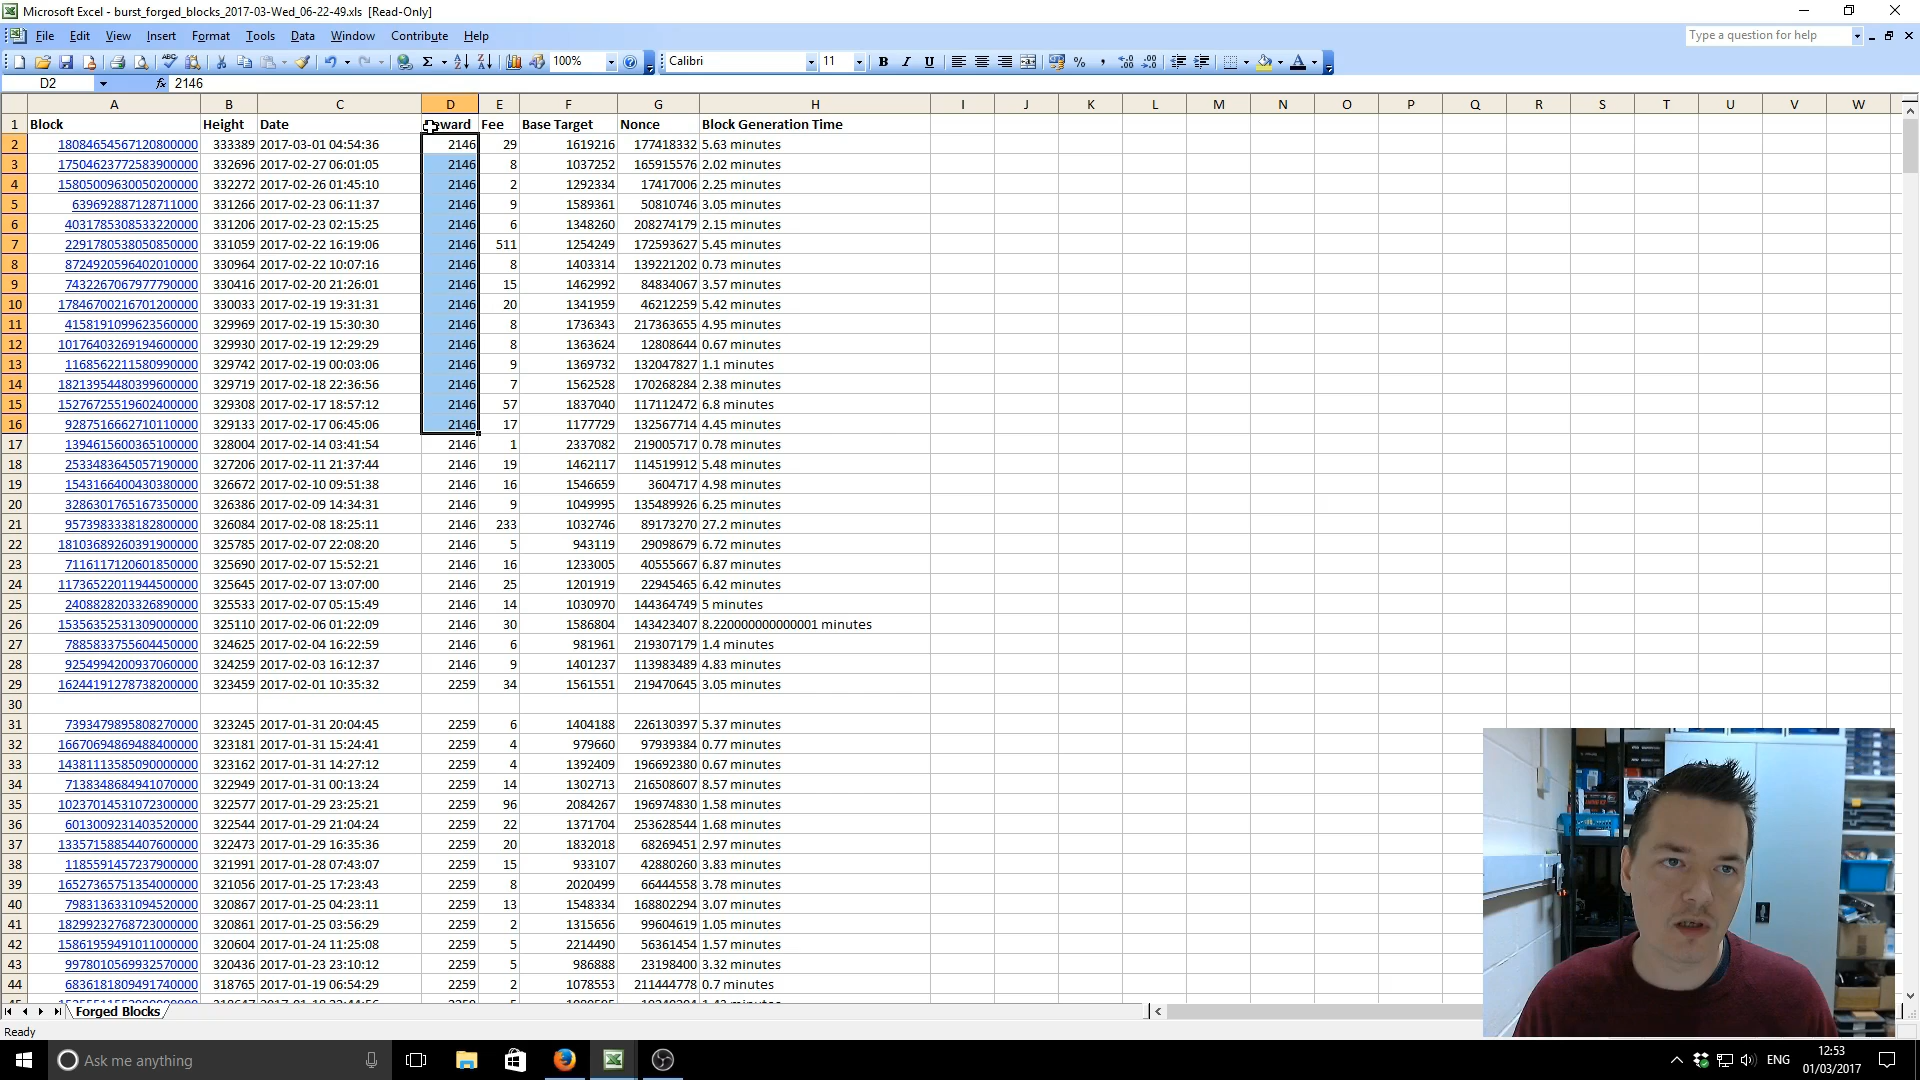 Microsoft Excel - burst_forged_blocks_2017-03-Wed_06-22-49.xls [Read-Only]
File Edit View Insert Format Tools Data Window Contribute Help Type a question for help
100% Calibri 11 B I U
D2 fx 2146
A B C D E F G H I J K L M N O P Q R S T U V W
1 Block Height Date ward Fee Base Target Nonce Block Generation Time
2 18084654567120800000 333389 2017-03-01 04:54:36 2146 29 1619216 177418332 5.63 minutes
3 17504623772583900000 332696 2017-02-27 06:01:05 2146 8 1037252 165915576 2.02 minutes
4 15805009630050200000 332272 2017-02-26 01:45:10 2146 2 1292334 17417006 2.25 minutes
5 639692887128711000 331266 2017-02-23 06:11:37 2146 9 1589361 50810746 3.05 minutes
6 4031785308533220000 331206 2017-02-23 02:15:25 2146 6 1348260 208274179 2.15 minutes
7 2291780538050850000 331059 2017-02-22 16:19:06 2146 511 1254249 172593627 5.45 minutes
8 8724920596402010000 330964 2017-02-22 10:07:16 2146 8 1403314 139221202 0.73 minutes
9 7432267067977790000 330416 2017-02-20 21:26:01 2146 15 1462992 84834067 3.57 minutes
10 17846700216701200000 330033 2017-02-19 19:31:31 2146 20 1341959 46212259 5.42 minutes
11 4158191099623560000 329969 2017-02-19 15:30:30 2146 8 1736343 217363655 4.95 minutes
12 10176403269194600000 329930 2017-02-19 12:29:29 2146 8 1363624 12808644 0.67 minutes
13 1168562211580990000 329742 2017-02-19 00:03:06 2146 9 1369732 132047827 1.1 minutes
14 18213954480399600000 329719 2017-02-18 22:36:56 2146 7 1562528 170268284 2.38 minutes
15 15276725519602400000 329308 2017-02-17 18:57:12 2146 57 1837040 117112472 6.8 minutes
16 9287516662710110000 329133 2017-02-17 06:45:06 2146 17 1177729 132567714 4.45 minutes
17 1394615600365100000 328004 2017-02-14 03:41:54 2146 1 2337082 219005717 0.78 minutes
18 2533483645057190000 327206 2017-02-11 21:37:44 2146 19 1462117 114519912 5.48 minutes
19 1543166400430380000 326672 2017-02-10 09:51:38 2146 16 1546659 3604717 4.98 minutes
20 3286301765167350000 326386 2017-02-09 14:34:31 2146 9 1049995 135489926 6.25 minutes
21 9573983338182800000 326084 2017-02-08 18:25:11 2146 233 1032746 89173270 27.2 minutes
22 18103689260391900000 325785 2017-02-07 22:08:20 2146 5 943119 29098679 6.72 minutes
23 7116117120601850000 325690 2017-02-07 15:52:21 2146 16 1233005 40555667 6.87 minutes
24 11736522011944500000 325645 2017-02-07 13:07:00 2146 25 1201919 22945465 6.42 minutes
25 2408828203326890000 325533 2017-02-07 05:15:49 2146 14 1030970 144364749 5 minutes
26 15356352531309000000 325110 2017-02-06 01:22:09 2146 30 1586804 143423407 8.220000000000001 minutes
27 7885833755604450000 324625 2017-02-04 16:22:59 2146 6 981961 219307179 1.4 minutes
28 9254994200937060000 324259 2017-02-03 16:12:37 2146 9 1401237 113983489 4.83 minutes
29 16244191278738200000 323459 2017-02-01 10:35:32 2259 34 1561551 219470645 3.05 minutes
30
31 7393479895808270000 323245 2017-01-31 20:04:45 2259 6 1404188 226130397 5.37 minutes
32 16670694869488400000 323181 2017-01-31 15:24:41 2259 4 979660 97939384 0.77 minutes
33 14381113585090000000 323162 2017-01-31 14:27:12 2259 4 1392409 196692380 0.67 minutes
34 7138348684941070000 322949 2017-01-31 00:13:24 2259 14 1302713 216508607 8.57 minutes
35 10237014531072300000 322577 2017-01-29 23:25:21 2259 96 2084267 196974830 1.58 minutes
36 6013009231403520000 322544 2017-01-29 21:04:24 2259 22 1371704 253628544 1.68 minutes
37 13357158854407600000 322473 2017-01-29 16:35:36 2259 20 1832018 68269451 2.97 minutes
38 1185591457237900000 321991 2017-01-28 07:43:07 2259 15 933107 42880260 3.83 minutes
39 16527365751354000000 321056 2017-01-25 17:23:43 2259 8 2020499 66444558 3.78 minutes
40 7983136331094520000 320867 2017-01-25 04:23:11 2259 13 1548334 168802294 3.07 minutes
41 18299232768723000000 320861 2017-01-25 03:56:29 2259 2 1315656 99604619 1.05 minutes
42 15861959491011000000 320604 2017-01-24 11:25:08 2259 5 2214490 56361454 1.57 minutes
43 9978010569932570000 320436 2017-01-23 23:10:12 2259 5 986888 23198400 3.32 minutes
44 6836181809491740000 318765 2017-01-19 06:54:29 2259 2 1078553 211444778 0.7 minutes
Forged Blocks
Ready
Ask me anything ENG 12:53
01/03/2017